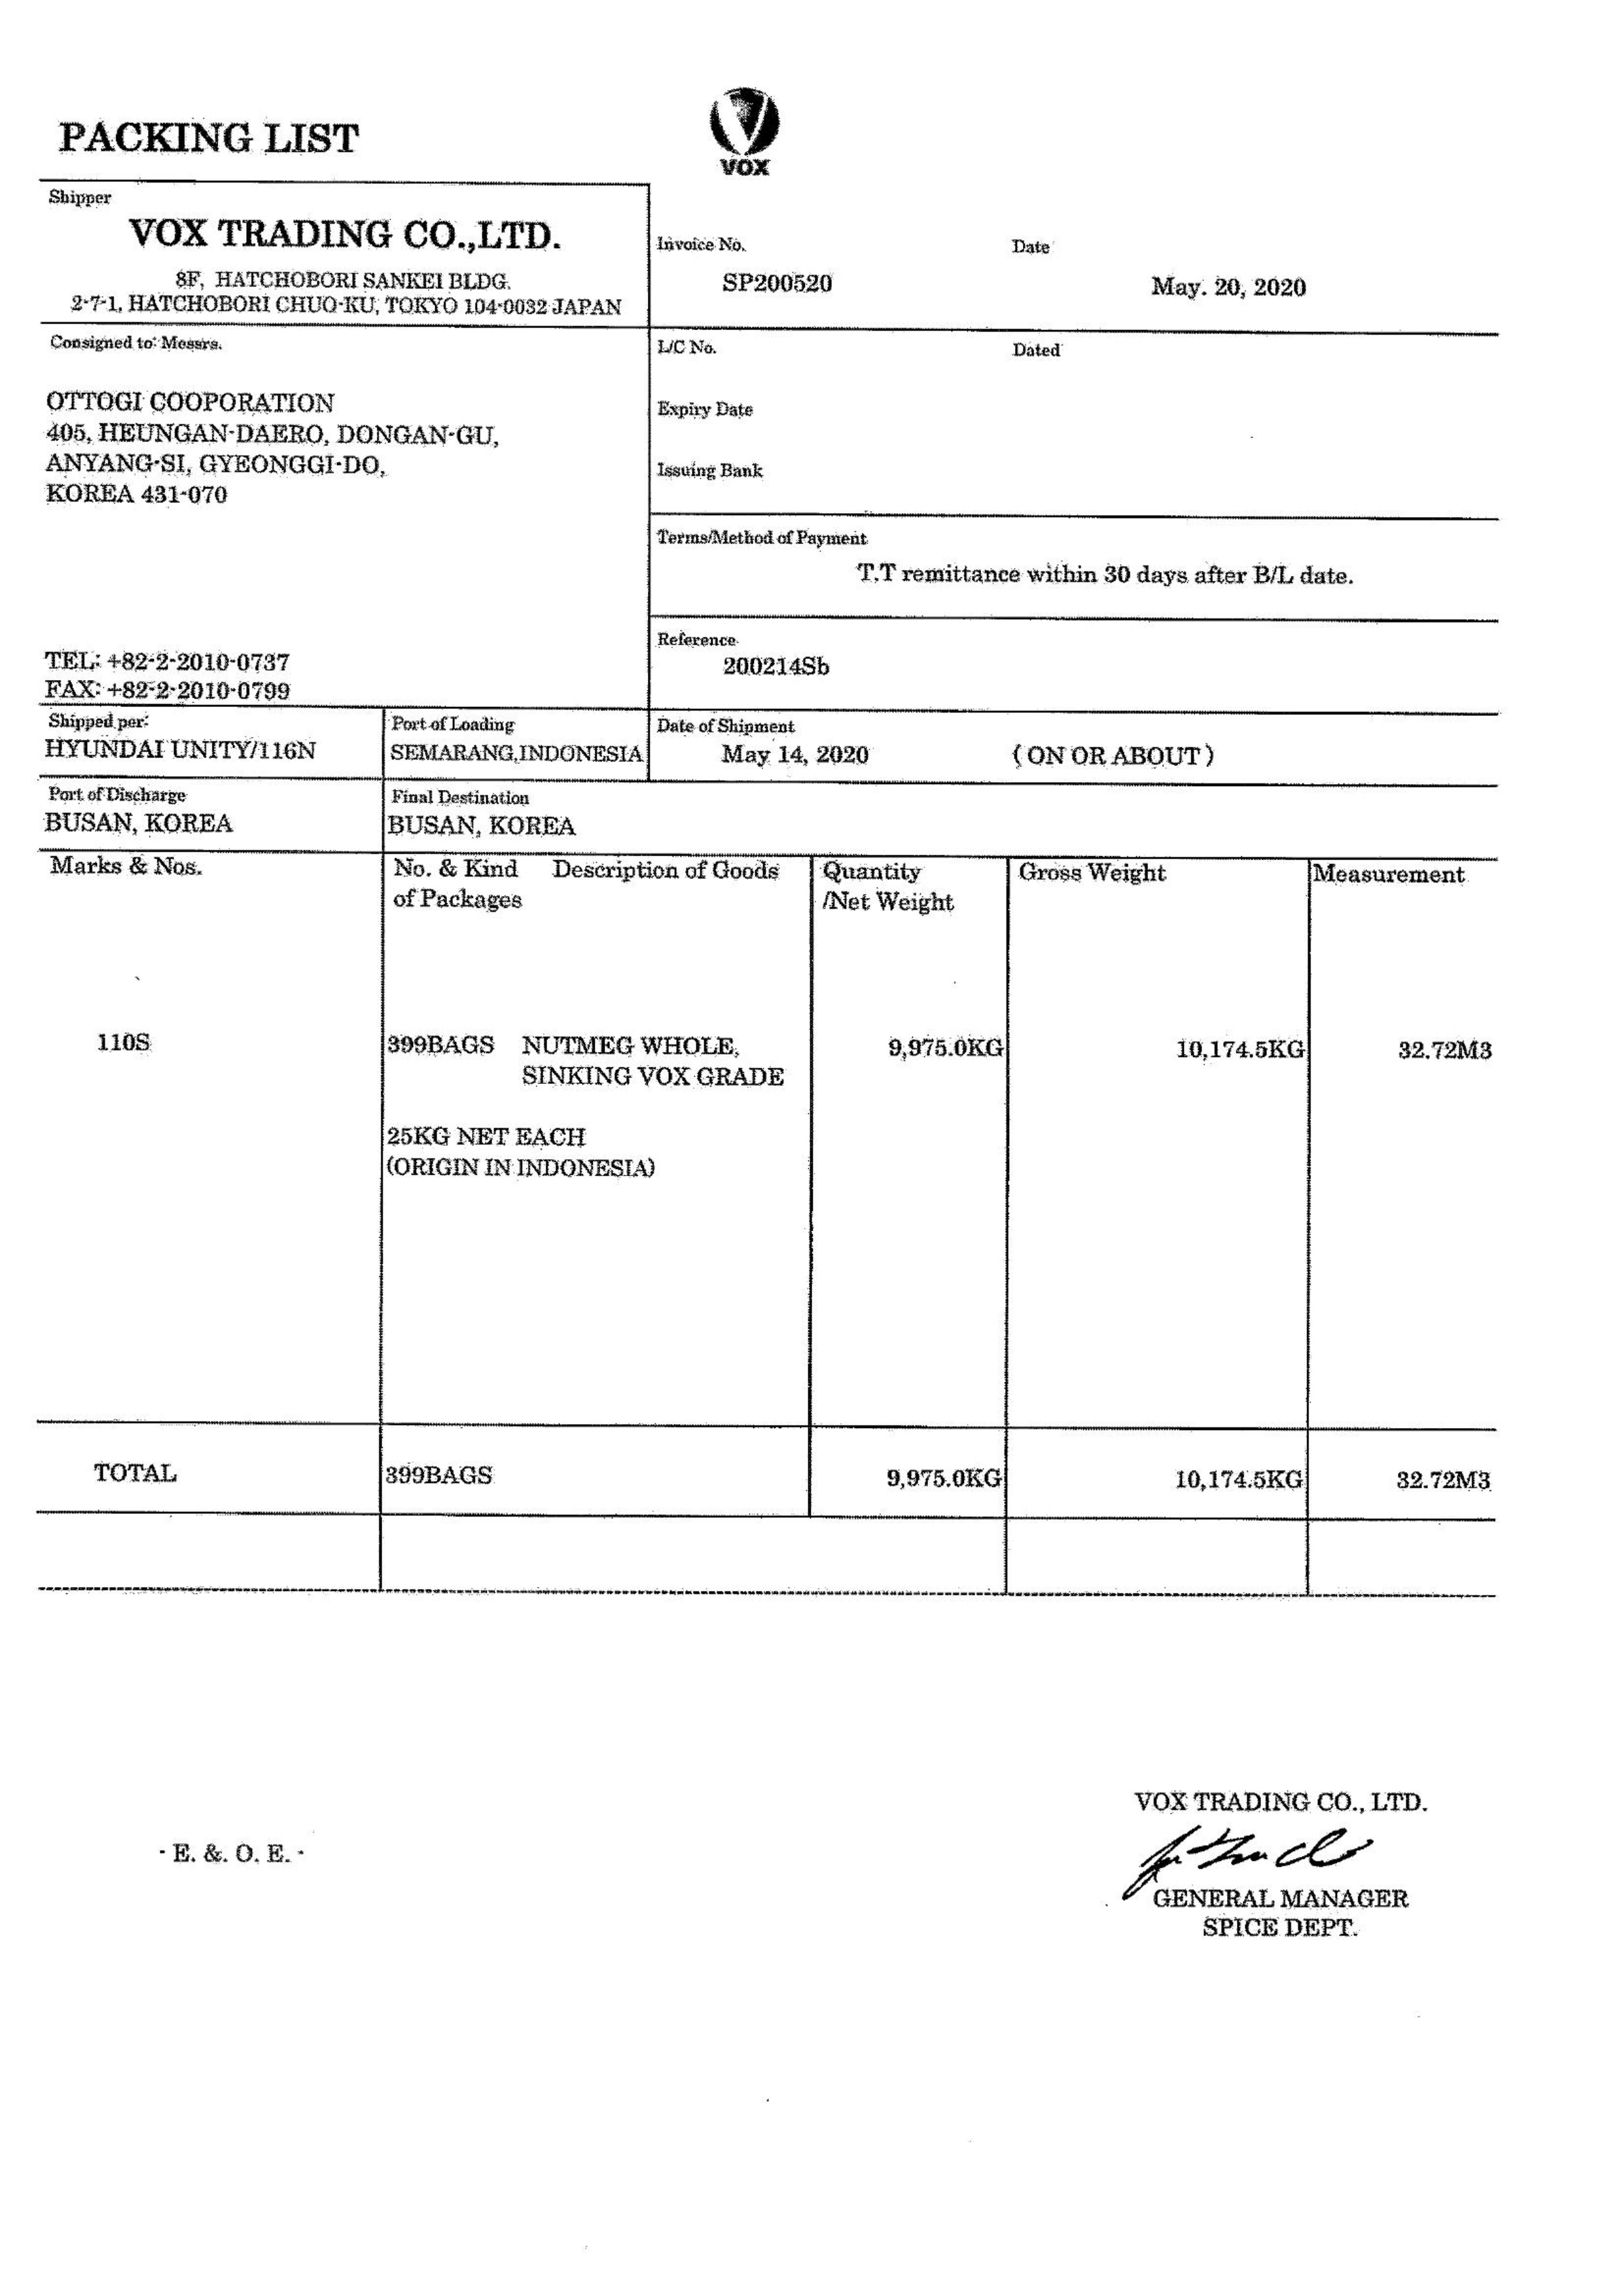 PACKING LIST
VOX
Shipper
VOX TRADING CO.,LTD.
8F, HATCHOBORI SANKEI BLDG.
2-7-1, HATCHOBORI CHUO-KU, TOKYO 104-0032 JAPAN
Invoice No.
Date
SP200520
May. 20, 2020
Consigned to: Messrs.
OTTOGI COOPORATION
405, HEUNGAN-DAERO, DONGAN-GU,
ANYANG-SI, GYEONGGI-DO,
KOREA 431-070
TEL: +82-2-2010-0737
FAX: +82-2-2010-0799
L/C No.
Dated
Expiry Date
Issuing Bank
Terms/Method of Payment
T.T remittance within 30 days after B/L date.
Reference
200214Sb
Shipped per:
HYUNDAI UNITY/116N
Port of Loading
SEMARANG,INDONESIA
Date of Shipment
May 14, 2020 ( ON OR ABOUT )
Port of Discharge
BUSAN, KOREA
Final Destination
BUSAN, KOREA
Marks & Nos.
No. & Kind
of Packages
Description of Goods
Quantity
/Net Weight
Gross Weight
Measurement
110S
399BAGS
NUTMEG WHOLE,
SINKING VOX GRADE
9,975.0KG
10,174.5KG
32.72M3
25KG NET EACH
(ORIGIN IN INDONESIA)
TOTAL
399BAGS
9,975.0KG
10,174.5KG
32.72M3
- E. &. O. E. -
VOX TRADING CO., LTD.
GENERAL MANAGER
SPICE DEPT.